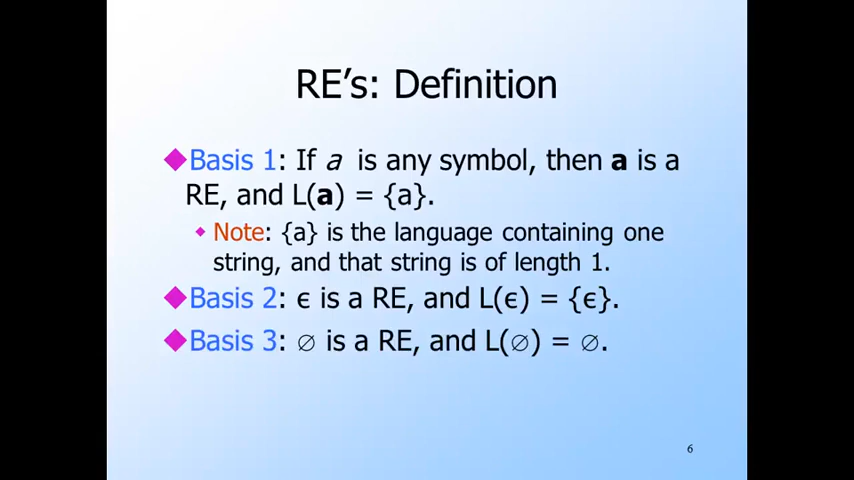 RE’s: Definition
◆Basis 1: If a is any symbol, then a is a
RE, and L(a) = {a}.
◆ Note: {a} is the language containing one
string, and that string is of length 1.
◆Basis 2: ϵ is a RE, and L(ϵ) = {ϵ}.
◆Basis 3: ∅ is a RE, and L(∅) = ∅.
6